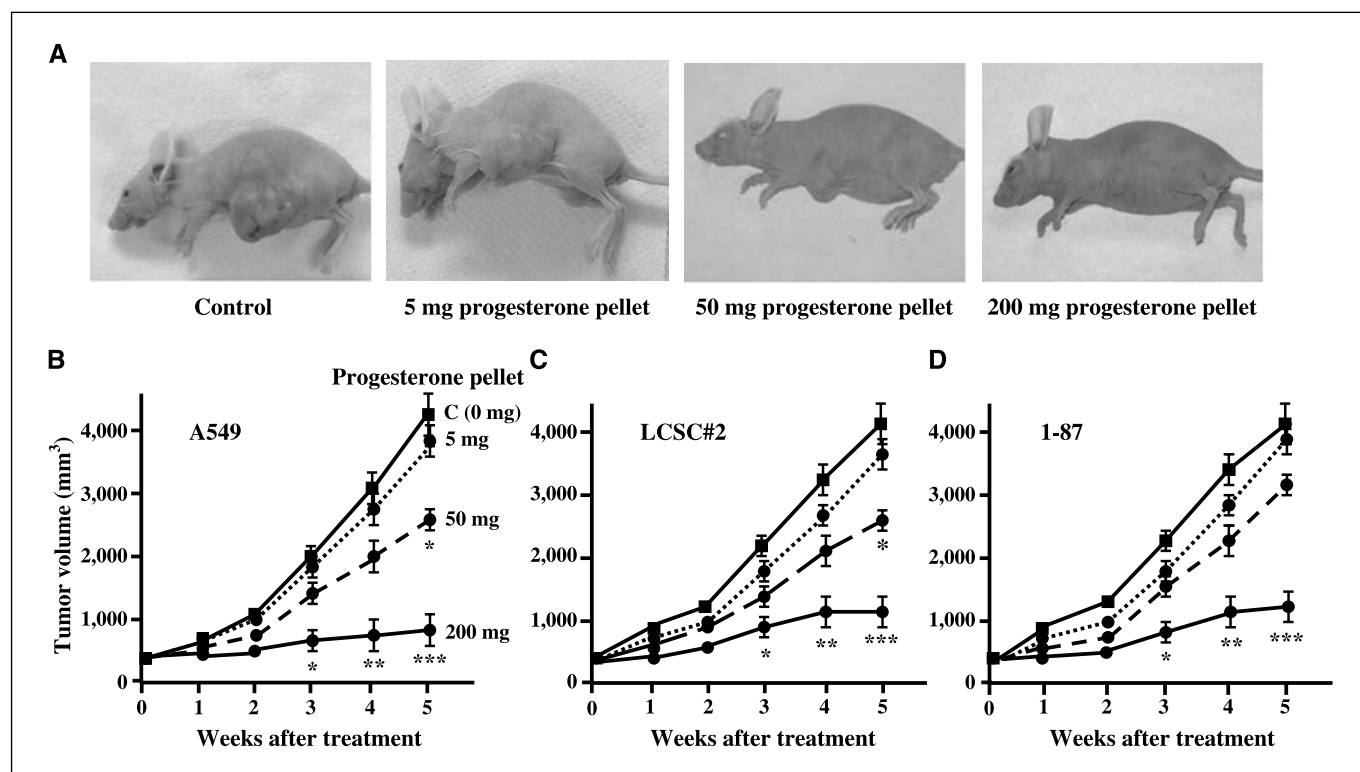 A
Control
5 mg progesterone pellet
50 mg progesterone pellet
200 mg progesterone pellet
B
Progesterone pellet
A549
C (0 mg)
5 mg
50 mg
200 mg
*
*
**
***
Tumor volume (mm³)
4,000
3,000
2,000
1,000
0
0 1 2 3 4 5
Weeks after treatment
C
LCSC#2
*
*
**
***
4,000
3,000
2,000
1,000
0
0 1 2 3 4 5
Weeks after treatment
D
1-87
*
**
***
4,000
3,000
2,000
1,000
0
0 1 2 3 4 5
Weeks after treatment